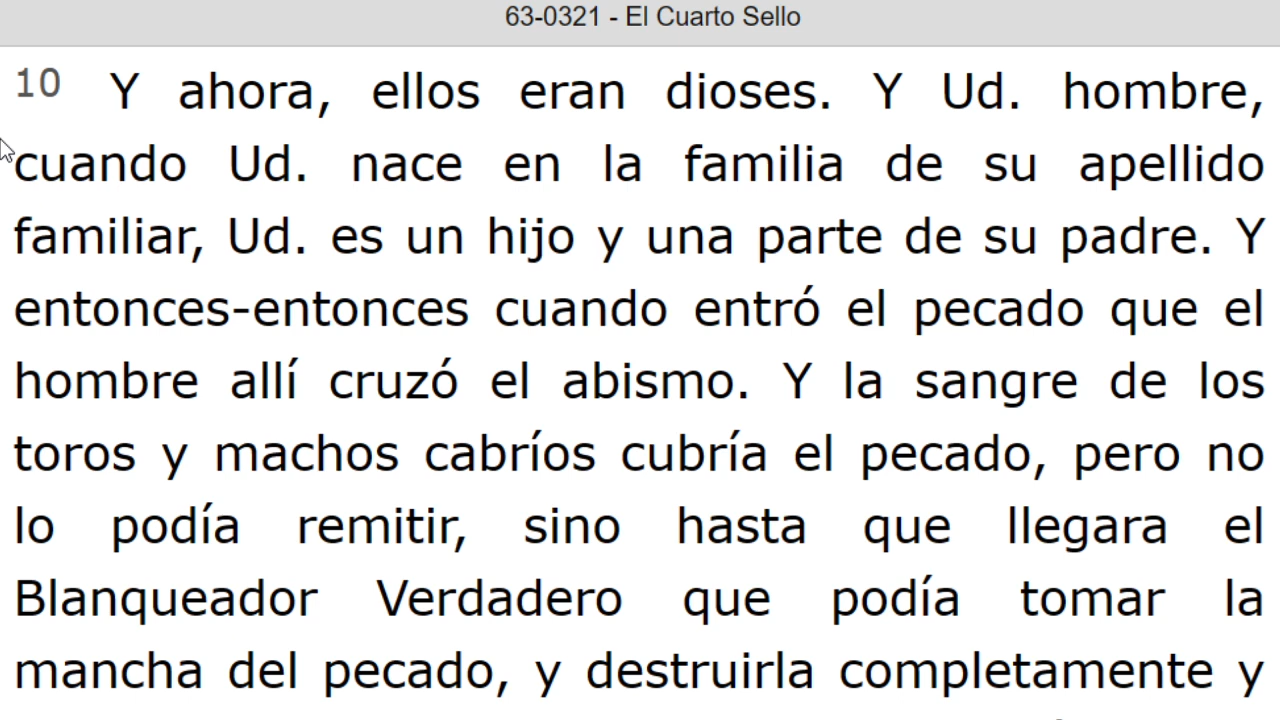 63-0321 - El Cuarto Sello
10 Y ahora, ellos eran dioses. Y Ud. hombre,
cuando Ud. nace en la familia de su apellido
familiar, Ud. es un hijo y una parte de su padre. Y
entonces-entonces cuando entró el pecado que el
hombre allí cruzó el abismo. Y la sangre de los
toros y machos cabríos cubría el pecado, pero no
lo podía remitir, sino hasta que llegara el
Blanqueador Verdadero que podía tomar la
mancha del pecado, y destruirla completamente y